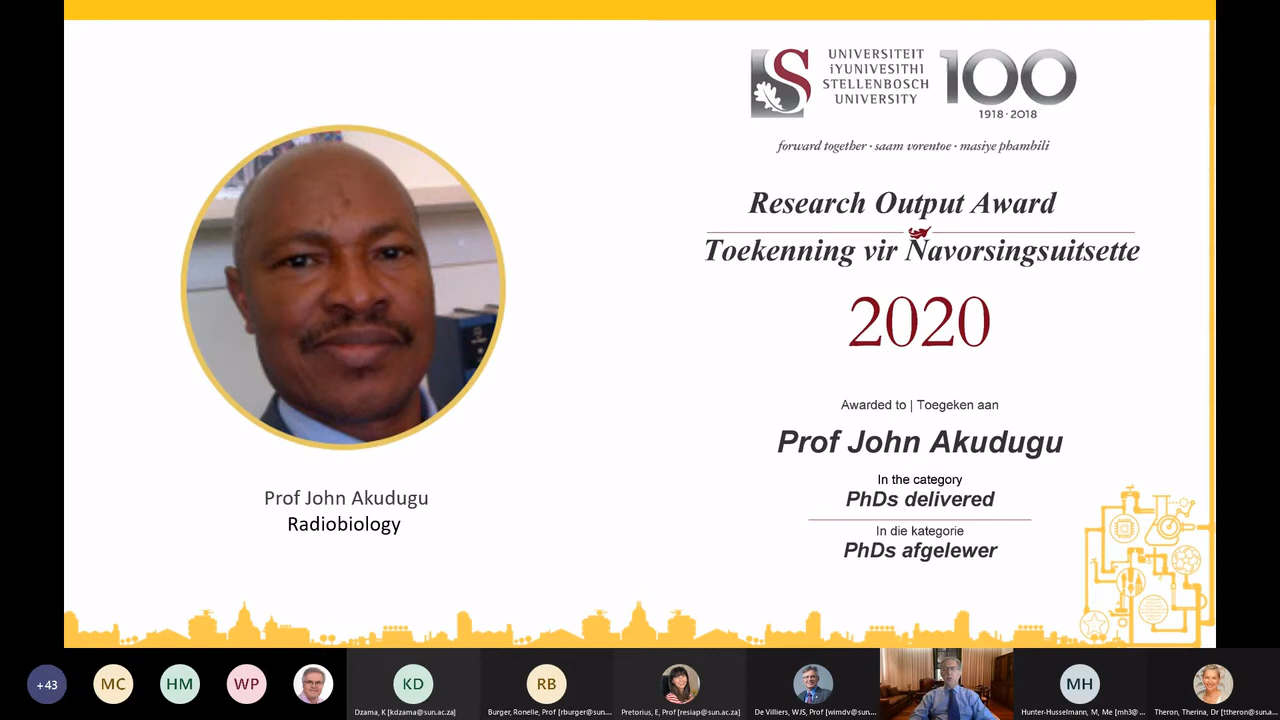 UNIVERSITEIT
iYUNIVESITHI
STELLENBOSCH
UNIVERSITY
100
1918 · 2018
forward together · saam vorentoe · masiye phambili
Research Output Award
Toekenning vir Navorsingsuitsette
2020
Awarded to | Toegeken aan
Prof John Akudugu
In the category
PhDs delivered
In die kategorie
PhDs afgelewer
Prof John Akudugu
Radiobiology
+43
MC
HM
WP
KD
Dzama, K [kdzama@sun.ac.za]
RB
Burger, Ronelle, Prof [rburger@sun....
Pretorius, E, Prof [resiap@sun.ac.za]
De Villiers, WJS, Prof [wimdv@sun....
MH
Hunter-Husselmann, M, Me [mh3@...
Theron, Therina, Dr [ttheron@sun.a...